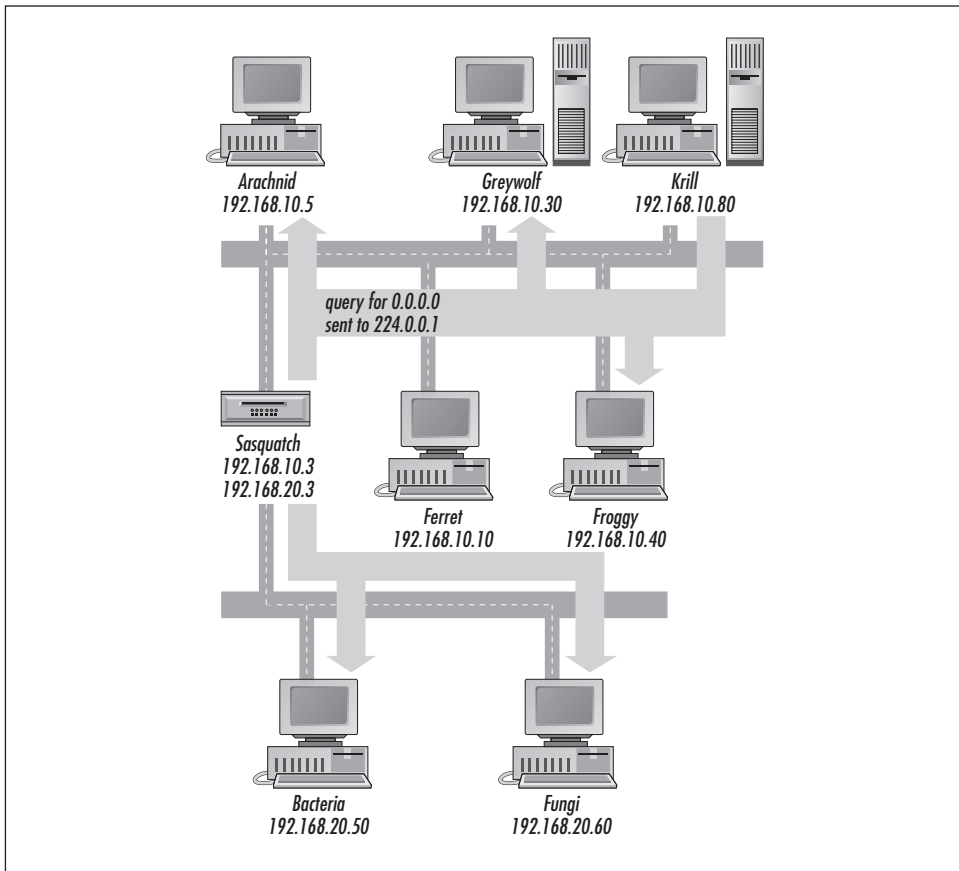 Arachnid
192.168.10.5
Greywolf
192.168.10.30
Krill
192.168.10.80
query for 0.0.0.0
sent to 224.0.0.1
Sasquatch
192.168.10.3
192.168.20.3
Ferret
192.168.10.10
Froggy
192.168.10.40
Bacteria
192.168.20.50
Fungi
192.168.20.60